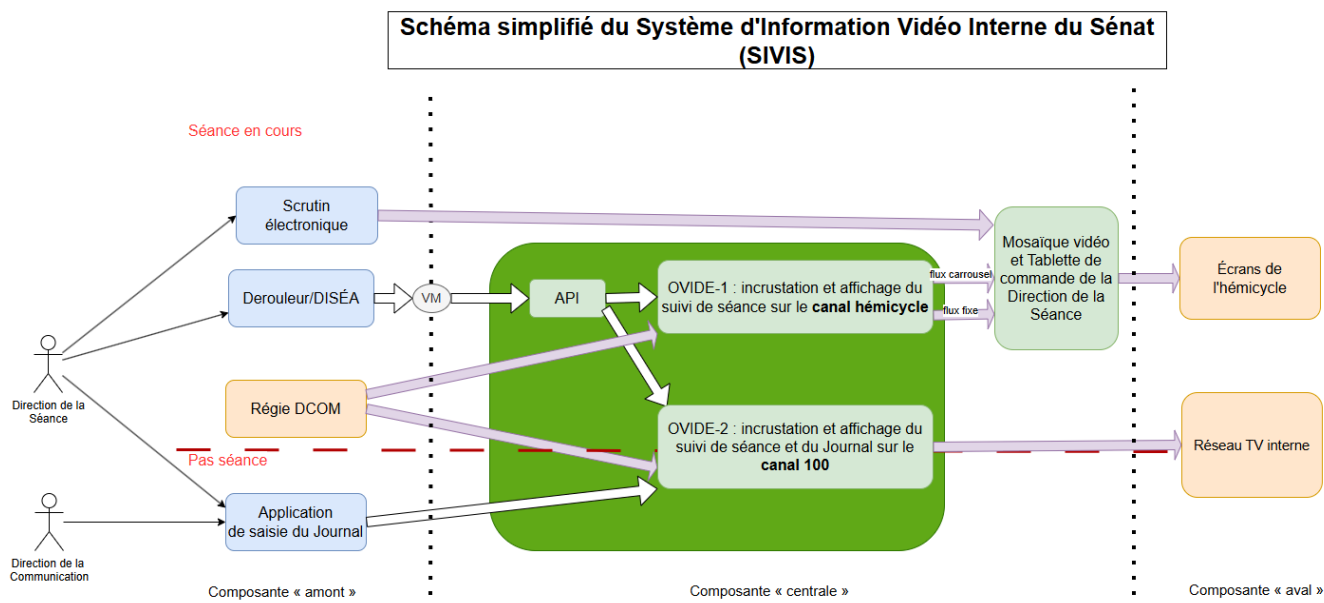 Schéma simplifié du Système d'Information Vidéo Interne du Sénat
(SIVIS)
Séance en cours
Scrutin
électronique
Derouleur/DISÉA
VM
API
OVIDE-1 : incrustation et affichage du
suivi de séance sur le canal hémicycle
flux carrousel
flux fixe
Mosaïque vidéo
et Tablette de
commande de la
Direction de la
Séance
Écrans de
l'hémicycle
Direction de la
Séance
Régie DCOM
OVIDE-2 : incrustation et affichage du
suivi de séance et du Journal sur le
canal 100
Réseau TV interne
Pas séance
Application
de saisie du Journal
Direction de la
Communication
Composante « amont »
Composante « centrale »
Composante « aval »